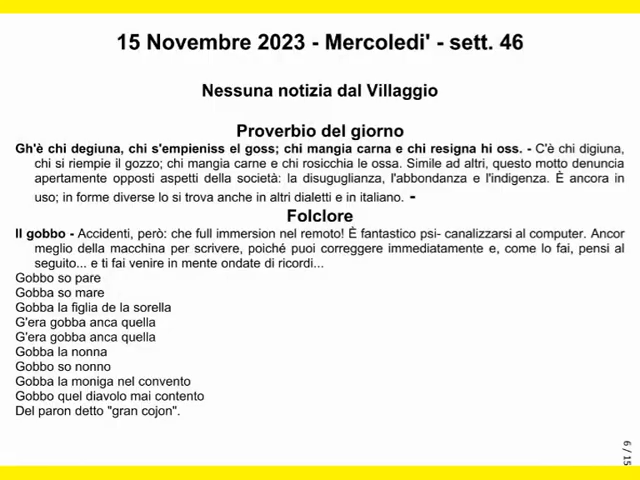 15 Novembre 2023 - Mercoledi' - sett. 46
Nessuna notizia dal Villaggio
Proverbio del giorno
Gh'è chi degiuna, chi s'empieniss el goss; chi mangia carna e chi resigna hi oss. - C'è chi digiuna,
chi si riempie il gozzo; chi mangia carne e chi rosicchia le ossa. Simile ad altri, questo motto denuncia
apertamente opposti aspetti della società: la disuguglianza, l'abbondanza e l'indigenza. È ancora in
uso; in forme diverse lo si trova anche in altri dialetti e in italiano. -
Folclore
Il gobbo - Accidenti, però: che full immersion nel remoto! È fantastico psi- canalizzarsi al computer. Ancor
meglio della macchina per scrivere, poiché puoi correggere immediatamente e, come lo fai, pensi al
seguito... e ti fai venire in mente ondate di ricordi...
Gobbo so pare
Gobba so mare
Gobba la figlia de la sorella
G'era gobba anca quella
G'era gobba anca quella
Gobba la nonna
Gobbo so nonno
Gobba la moniga nel convento
Gobbo quel diavolo mai contento
Del paron detto "gran cojon".
6 / 15